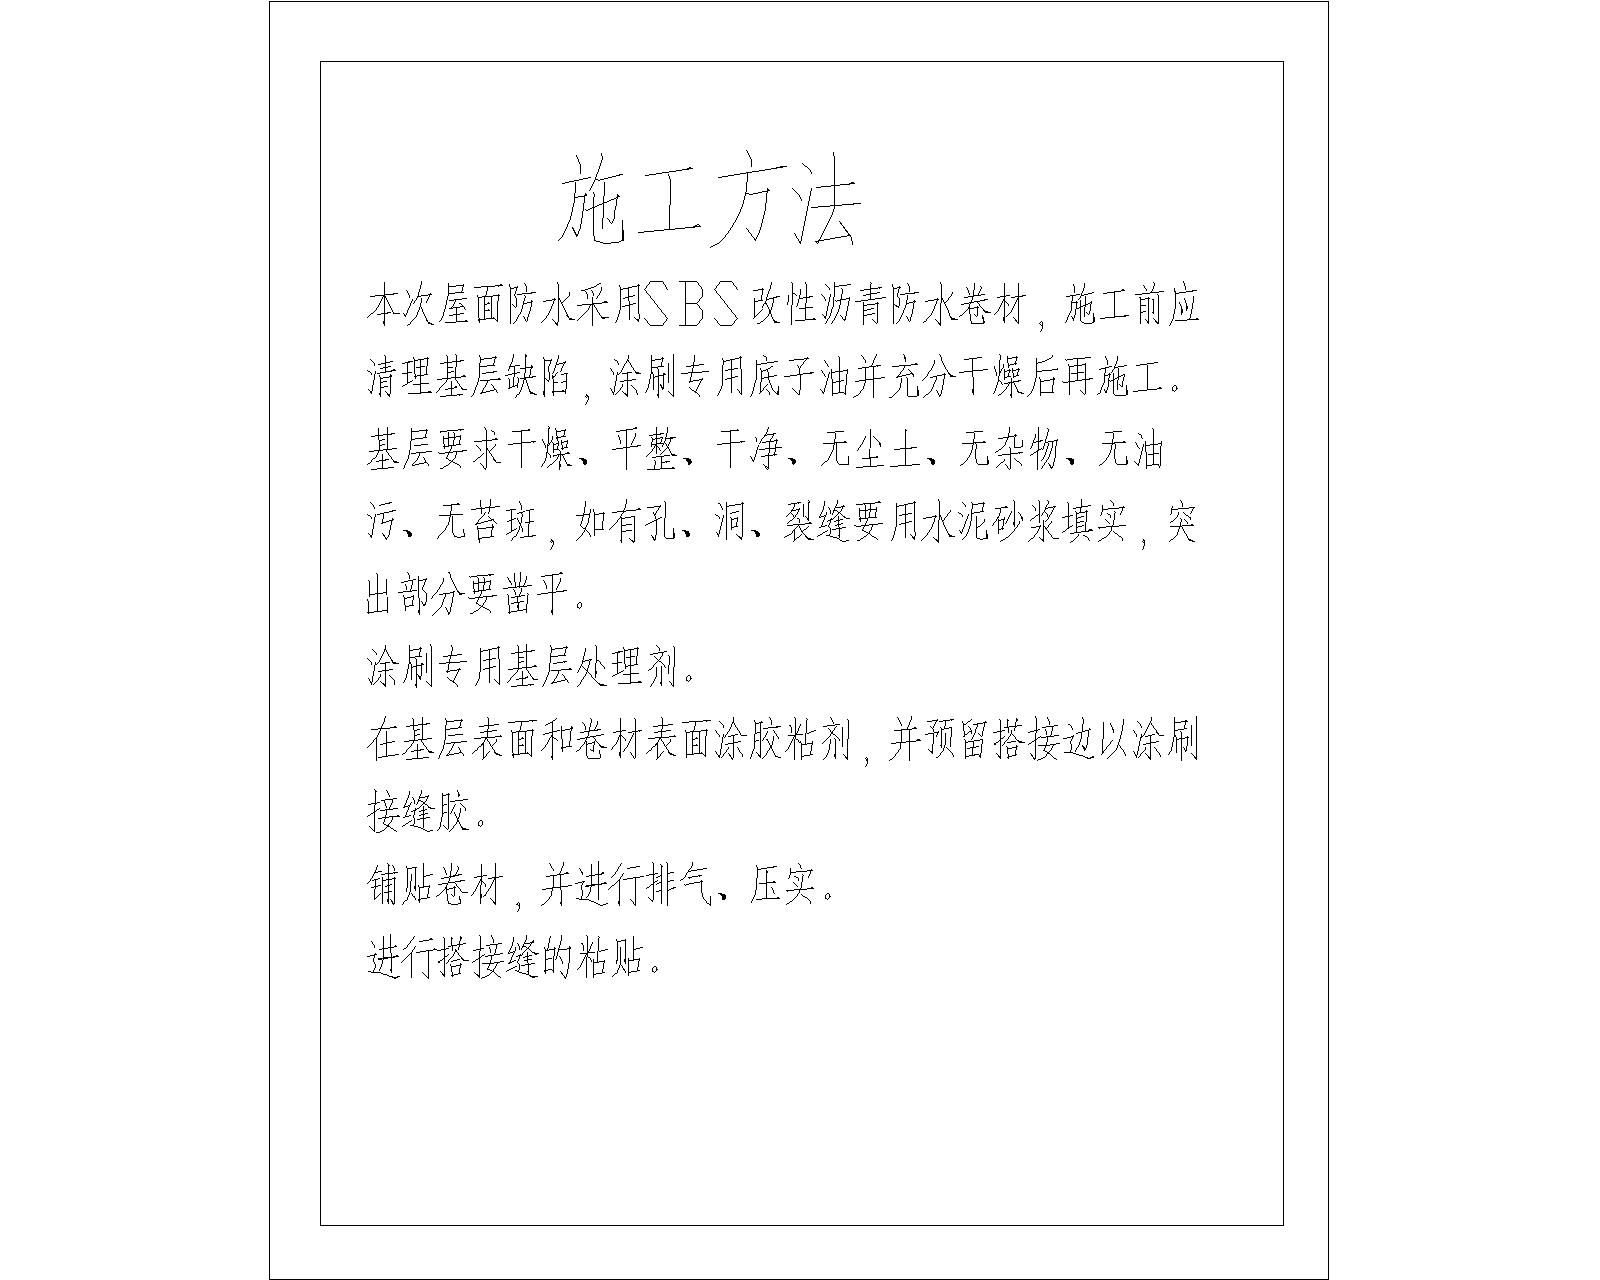 施工方法
本次屋面防水采用SBS改性沥青防水卷材，施工前应
清理基层缺陷，涂刷专用底子油并充分干燥后再施工。
基层要求干燥、平整、干净、无尘土、无杂物、无油
污、无苔斑，如有孔、洞、裂缝要用水泥砂浆填实，突
出部分要凿平。
涂刷专用基层处理剂。
在基层表面和卷材表面涂胶粘剂，并预留搭接边以涂刷
接缝胶。
铺贴卷材，并进行排气、压实。
进行搭接缝的粘贴。